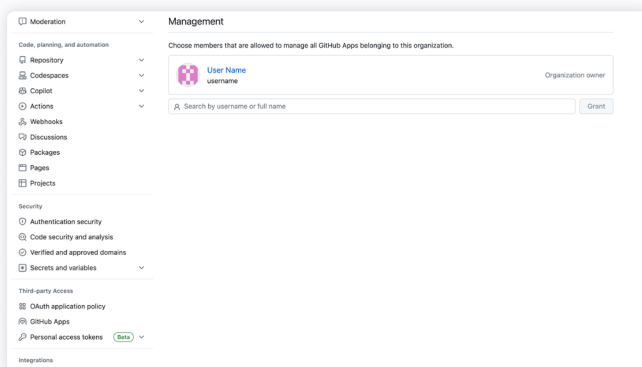 Moderation
Code, planning, and automation
Repository
Codespaces
Copilot
Actions
Webhooks
Discussions
Packages
Pages
Projects
Security
Authentication security
Code security and analysis
Verified and approved domains
Secrets and variables
Third-party Access
OAuth application policy
GitHub Apps
Personal access tokens Beta
Integrations
Management
Choose members that are allowed to manage all GitHub Apps belonging to this organization.
User Name
username
Organization owner
Search by username or full name
Grant